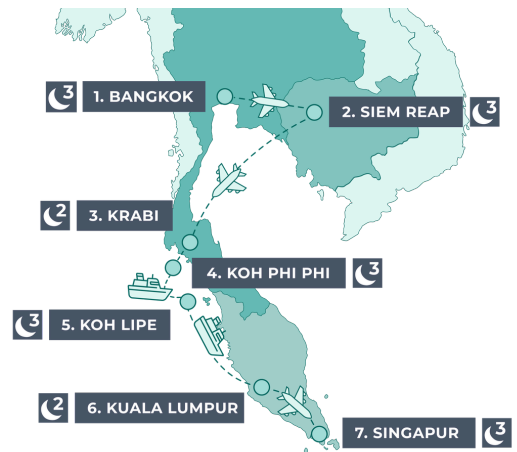 3
1. BANGKOK
2. SIEM REAP
3
2
3. KRABI
4. KOH PHI PHI
3
3
5. KOH LIPE
2
6. KUALA LUMPUR
7. SINGAPUR
3